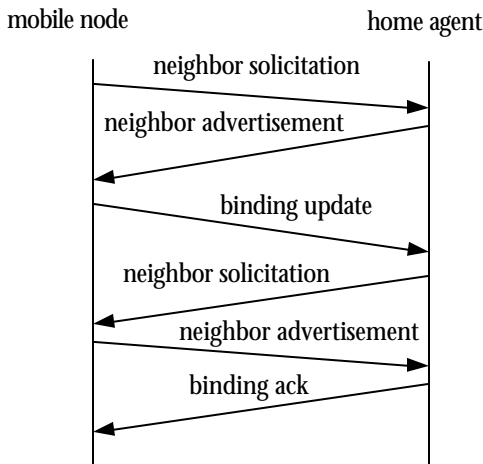 mobile node
home agent
neighbor solicitation
neighbor advertisement
binding update
neighbor solicitation
neighbor advertisement
binding ack